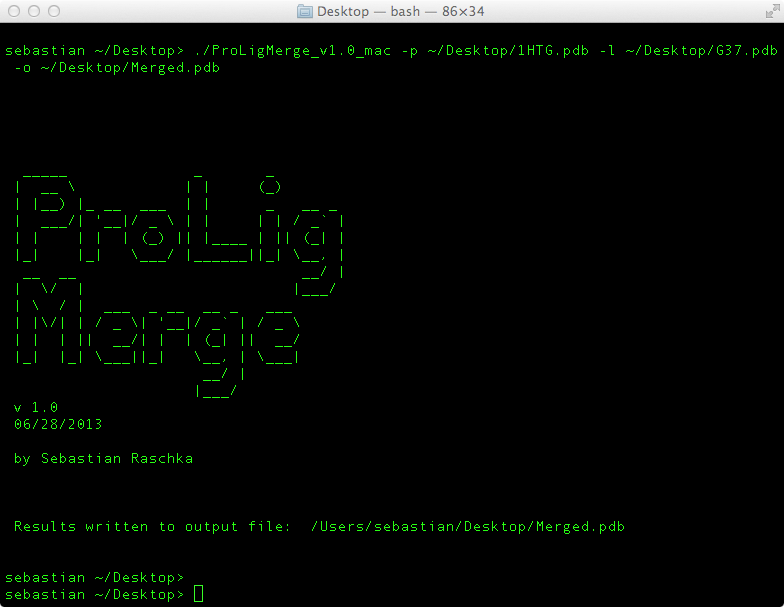 Desktop — bash — 86×34
sebastian ~/Desktop> ./ProLigMerge_v1.0_mac -p ~/Desktop/1HTG.pdb -l ~/Desktop/G37.pdb
-o ~/Desktop/Merged.pdb
ProLig
Merge
v 1.0
06/28/2013
by Sebastian Raschka
Results written to output file:  /Users/sebastian/Desktop/Merged.pdb
sebastian ~/Desktop>
sebastian ~/Desktop>